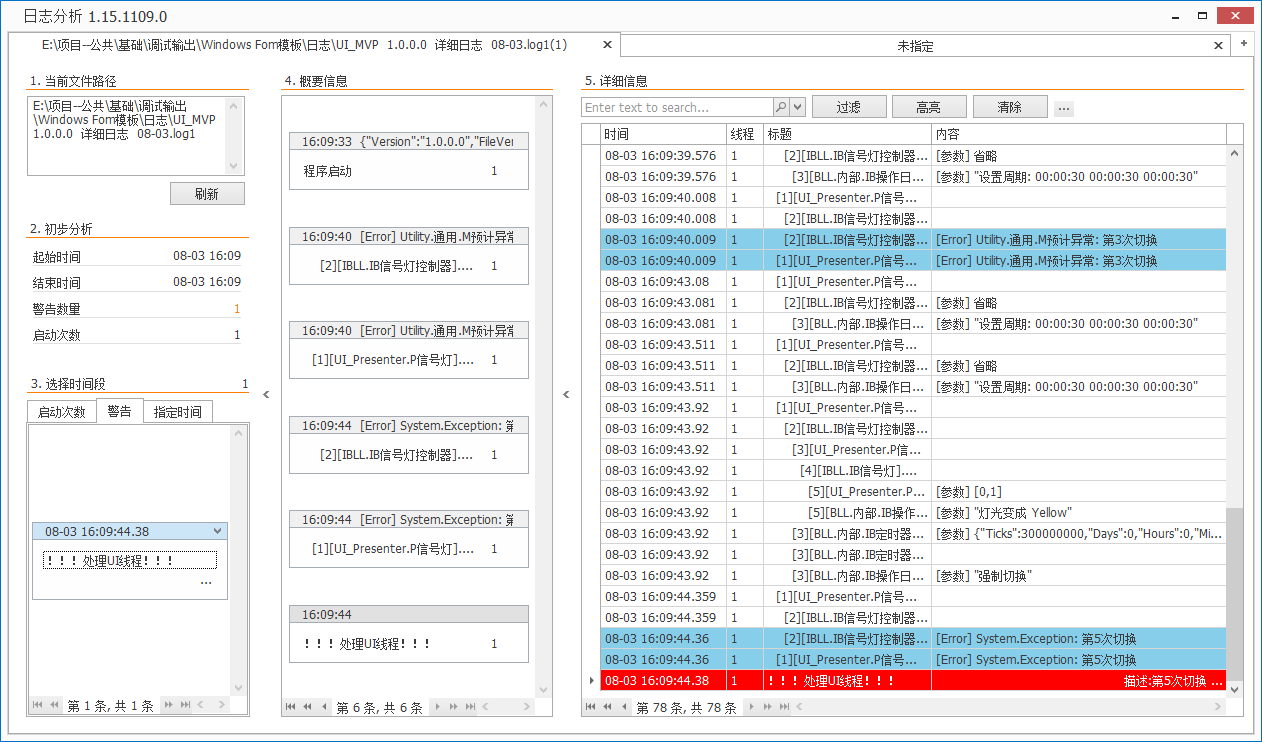 日志分析 1.15.1109.0
E:\项目--公共\基础\调试输出\Windows Fom模板\日志\UI_MVP 1.0.0.0 详细日志 08-03.log1(1)
未指定
1. 当前文件路径
E:\项目--公共\基础\调试输出
\Windows Fom模板\日志\UI_MVP
1.0.0.0 详细日志 08-03.log1
刷新
2. 初步分析
起始时间 08-03 16:09
结束时间 08-03 16:09
警告数量 1
启动次数 1
3. 选择时间段 1
启动次数 警告 指定时间
08-03 16:09:44.38
！！！处理UI线程！！！
...
第 1 条, 共 1 条
4. 概要信息
16:09:33 {"Version":"1.0.0.0","FileVer
程序启动 1
16:09:40 [Error] Utility.通用.M预计异常
[2][IBLL.IB信号灯控制器].... 1
16:09:40 [Error] Utility.通用.M预计异常
[1][UI_Presenter.P信号灯].... 1
16:09:44 [Error] System.Exception: 第
[2][IBLL.IB信号灯控制器].... 1
16:09:44 [Error] System.Exception: 第
[1][UI_Presenter.P信号灯].... 1
16:09:44
！！！处理UI线程！！！ 1
第 6 条, 共 6 条
5. 详细信息
Enter text to search...
过滤 高亮 清除 ...
时间 线程 标题 内容
08-03 16:09:39.576 1 [2][IBLL.IB信号灯控制器... [参数] 省略
08-03 16:09:39.576 1 [3][BLL.内部.IB操作日... [参数] "设置周期: 00:00:30 00:00:30 00:00:30"
08-03 16:09:40.008 1 [1][UI_Presenter.P信号...
08-03 16:09:40.008 1 [2][IBLL.IB信号灯控制器...
08-03 16:09:40.009 1 [2][IBLL.IB信号灯控制器... [Error] Utility.通用.M预计异常: 第3次切换
08-03 16:09:40.009 1 [1][UI_Presenter.P信号... [Error] Utility.通用.M预计异常: 第3次切换
08-03 16:09:43.08 1 [1][UI_Presenter.P信号...
08-03 16:09:43.081 1 [2][IBLL.IB信号灯控制器... [参数] 省略
08-03 16:09:43.081 1 [3][BLL.内部.IB操作日... [参数] "设置周期: 00:00:30 00:00:30 00:00:30"
08-03 16:09:43.511 1 [1][UI_Presenter.P信号...
08-03 16:09:43.511 1 [2][IBLL.IB信号灯控制器... [参数] 省略
08-03 16:09:43.511 1 [3][BLL.内部.IB操作日... [参数] "设置周期: 00:00:30 00:00:30 00:00:30"
08-03 16:09:43.92 1 [1][UI_Presenter.P信号...
08-03 16:09:43.92 1 [2][IBLL.IB信号灯控制器...
08-03 16:09:43.92 1 [3][UI_Presenter.P信...
08-03 16:09:43.92 1 [4][IBLL.IB信号灯]....
08-03 16:09:43.92 1 [5][UI_Presenter.P... [参数] [0,1]
08-03 16:09:43.92 1 [5][BLL.内部.IB操作... [参数] "灯光变成 Yellow"
08-03 16:09:43.92 1 [3][BLL.内部.IB定时器... [参数] {"Ticks":300000000,"Days":0,"Hours":0,"Mi...
08-03 16:09:43.92 1 [3][BLL.内部.IB定时器...
08-03 16:09:43.92 1 [3][BLL.内部.IB操作日... [参数] "强制切换"
08-03 16:09:44.359 1 [1][UI_Presenter.P信号...
08-03 16:09:44.359 1 [2][IBLL.IB信号灯控制器...
08-03 16:09:44.36 1 [2][IBLL.IB信号灯控制器... [Error] System.Exception: 第5次切换
08-03 16:09:44.36 1 [1][UI_Presenter.P信号... [Error] System.Exception: 第5次切换
08-03 16:09:44.38 1 ！！！处理UI线程！！！ 描述:第5次切换 ...
第 78 条, 共 78 条